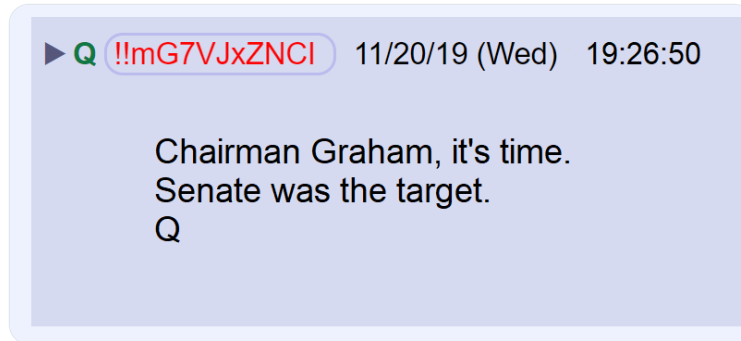 Q !!mG7VJxZNCI 11/20/19 (Wed) 19:26:50
Chairman Graham, it's time.
Senate was the target.
Q